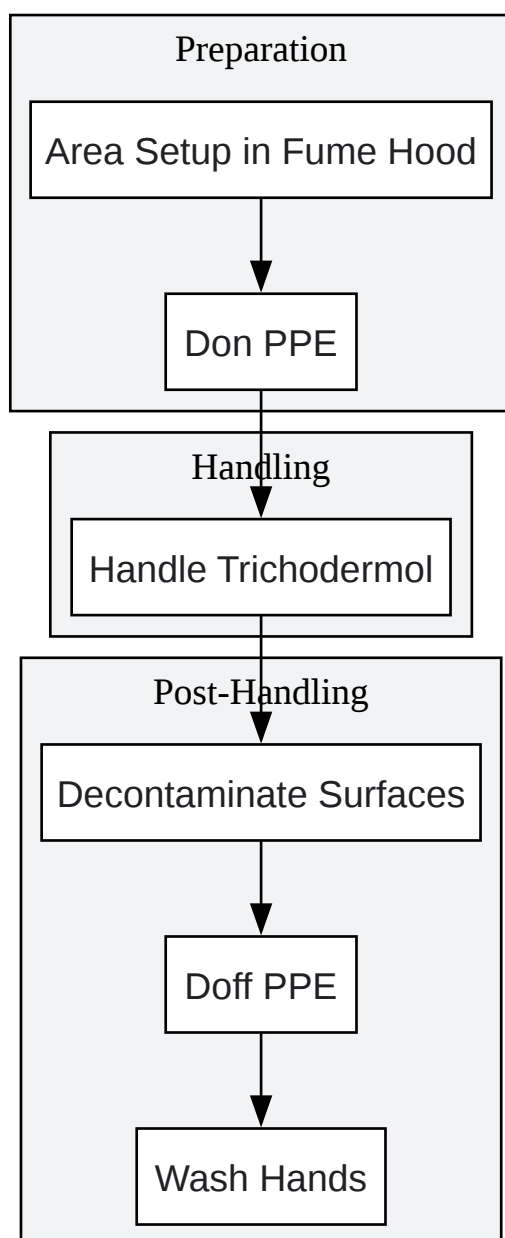 Preparation
Area Setup in Fume Hood
Don PPE
Handling
Handle Trichodermol
Post-Handling
Decontaminate Surfaces
Doff PPE
Wash Hands